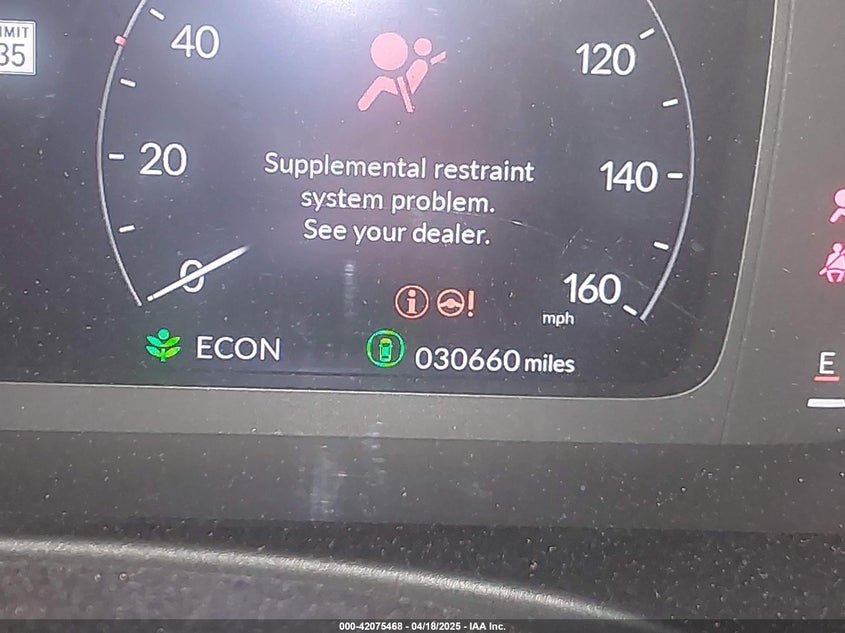 LIMIT
35
40
120
20
140
Supplemental restraint
system problem.
See your dealer.
0
160
mph
ECON
030660 miles
E
000-42075468 - 04/18/2025 - IAA Inc.